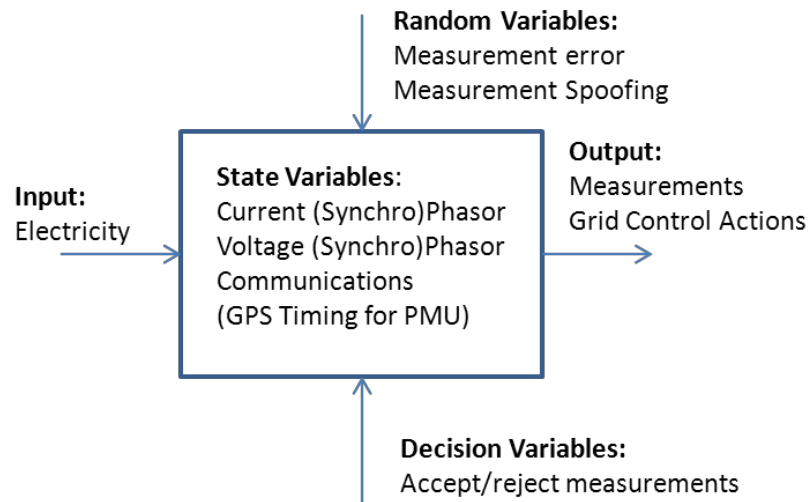 Random Variables:
Measurement error
Measurement Spoofing
Input:
Electricity
State Variables:
Current (Synchro)Phasor
Voltage (Synchro)Phasor
Communications
(GPS Timing for PMU)
Output:
Measurements
Grid Control Actions
Decision Variables:
Accept/reject measurements